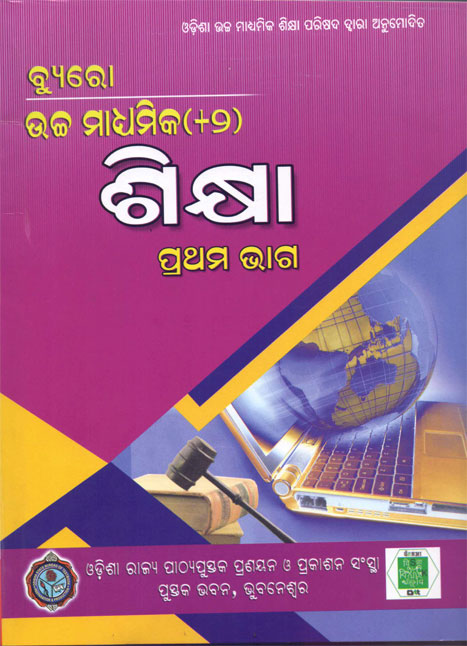 ଓଡ଼ିଶା ଉଚ୍ଚ ମାଧ୍ୟମିକ ଶିକ୍ଷା ପରିଷଦ ଦ୍ୱାରା ଅନୁମୋଦିତ
ବ୍ୟୁରୋ
ଉଚ୍ଚ ମାଧ୍ୟମିକ(+୨)
ଶିକ୍ଷା
ପ୍ରଥମ ଭାଗ
ଓଡ଼ିଶା ରାଜ୍ୟ ପାଠ୍ୟପୁସ୍ତକ ପ୍ରଣୟନ ଓ ପ୍ରକାଶନ ସଂସ୍ଥା
ପୁସ୍ତକ ଭବନ, ଭୁବନେଶ୍ୱର